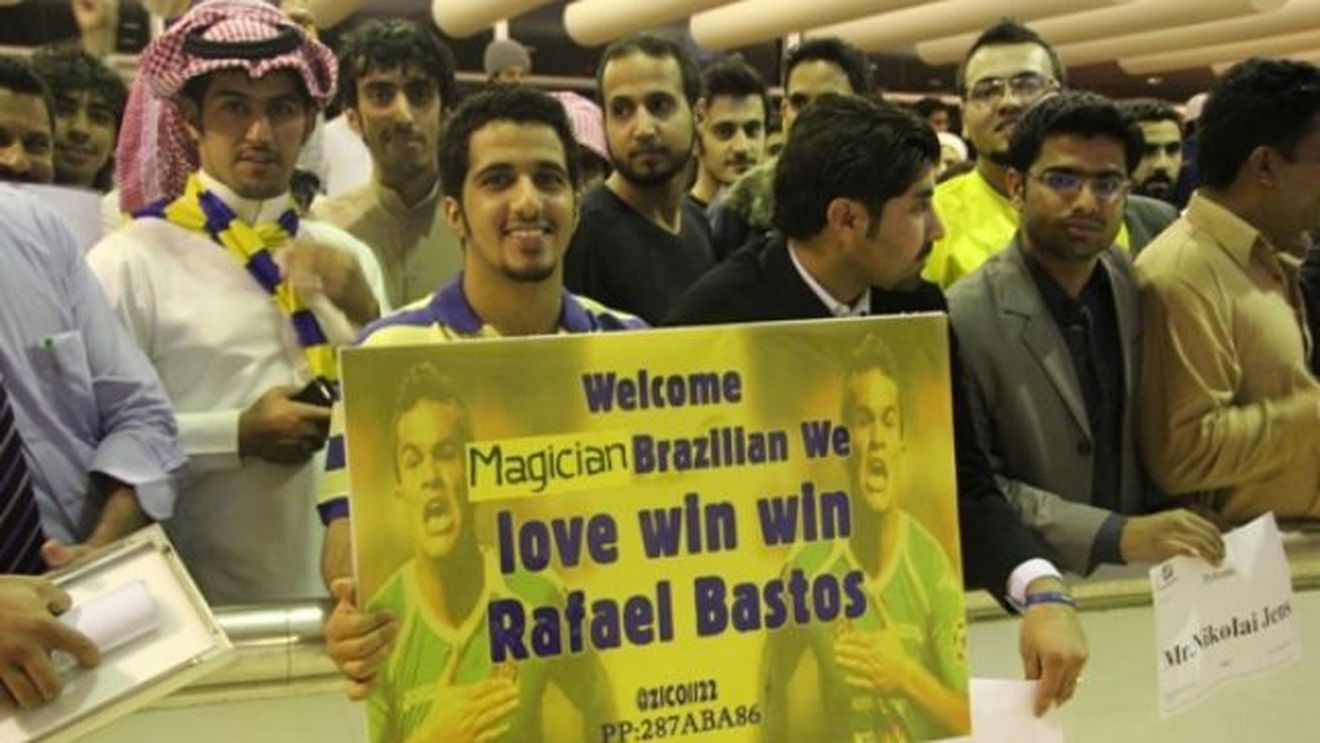 Welcome
Magician Brazilian We
love win win
Rafael Bastos
@ZICO1122
PP:287ABA86
Mr.Nikolai Jens